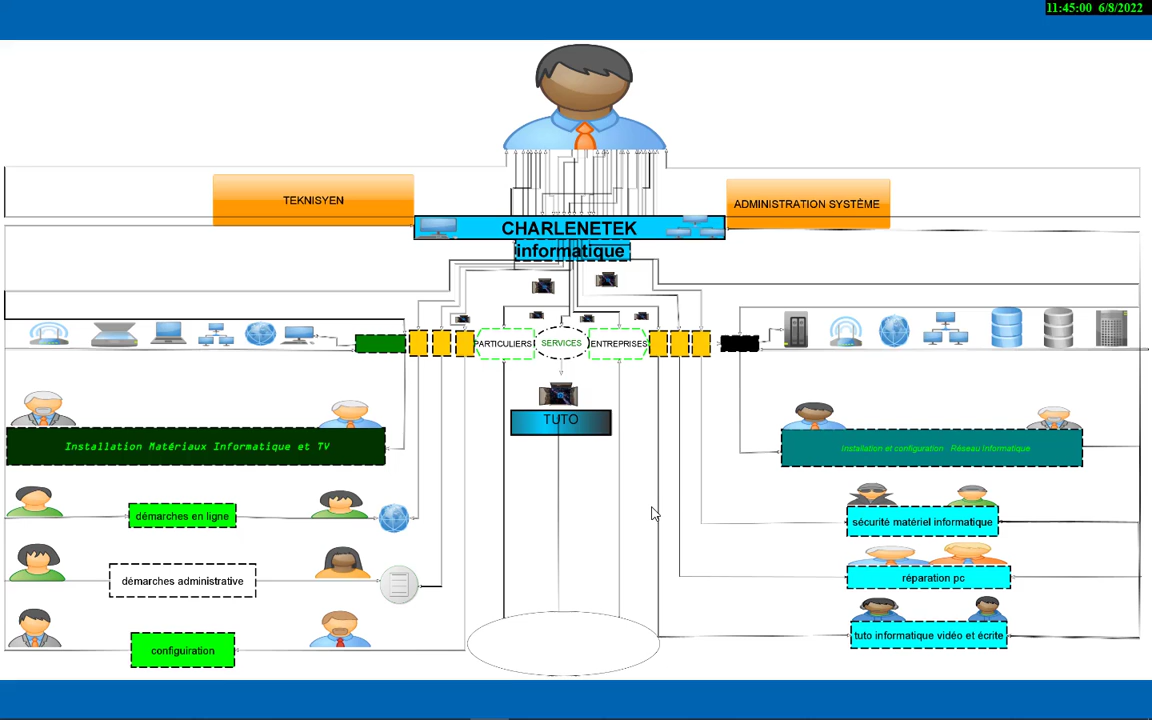 11:45:00 6/8/2022
TEKNISYEN
ADMINISTRATION SYSTÈME
CHARLENETEK
informatique
PARTICULIERS
SERVICES
ENTREPRISES
TUTO
Installation Matériaux Informatique et TV
Installation et configuration Réseau Informatique
démarches en ligne
sécurité matériel informatique
démarches administrative
réparation pc
tuto informatique vidéo et écrite
configuiration